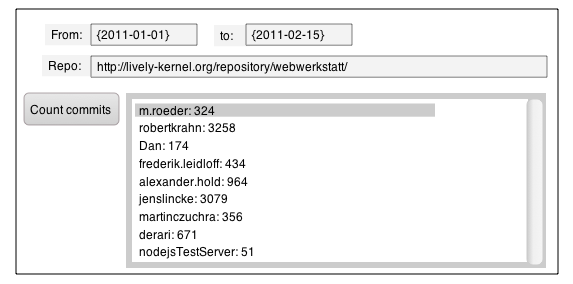 From: {2011-01-01} to: {2011-02-15}
Repo: http://lively-kernel.org/repository/webwerkstatt/
Count commits
m.roeder: 324
robertkrahn: 3258
Dan: 174
frederik.leidloff: 434
alexander.hold: 964
jenslincke: 3079
martinczuchra: 356
derari: 671
nodejsTestServer: 51